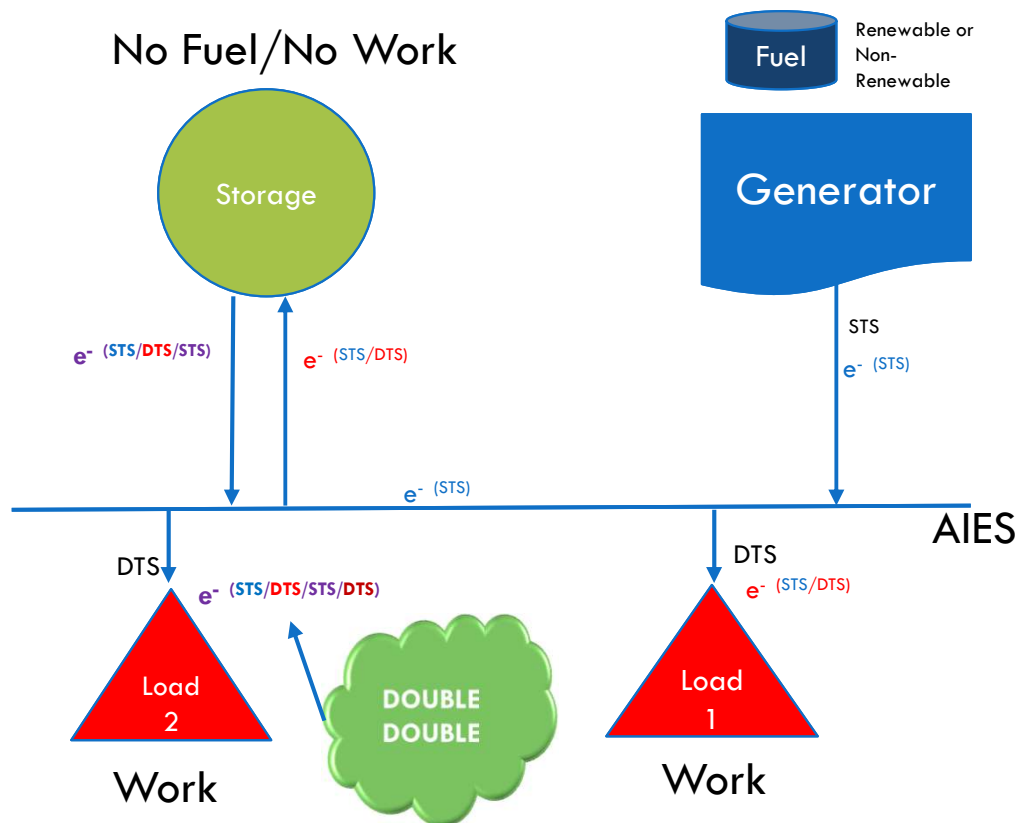 No Fuel/No Work
Fuel
Renewable or
Non-
Renewable
Storage
Generator
e- (STS/DTS/STS)
e- (STS/DTS)
STS
e- (STS)
e- (STS)
AIES
DTS
e- (STS/DTS/STS/DTS)
DTS
e- (STS/DTS)
Load
2
DOUBLE
DOUBLE
Load
1
Work
Work